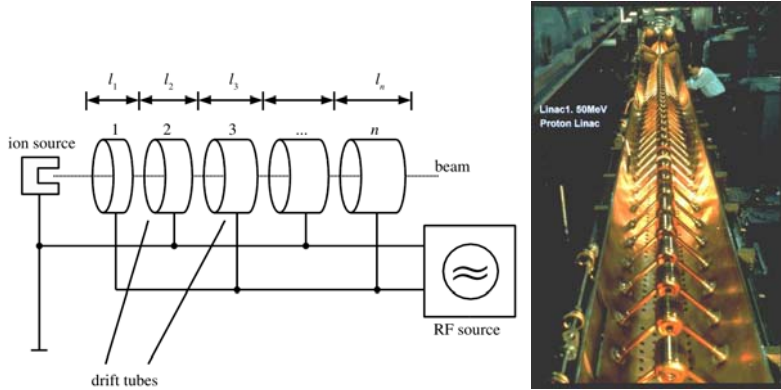 l₁ l₂ l₃ lₙ
1 2 3 ... n
ion source
beam
RF source
drift tubes
Linac1. 50MeV
Proton Linac